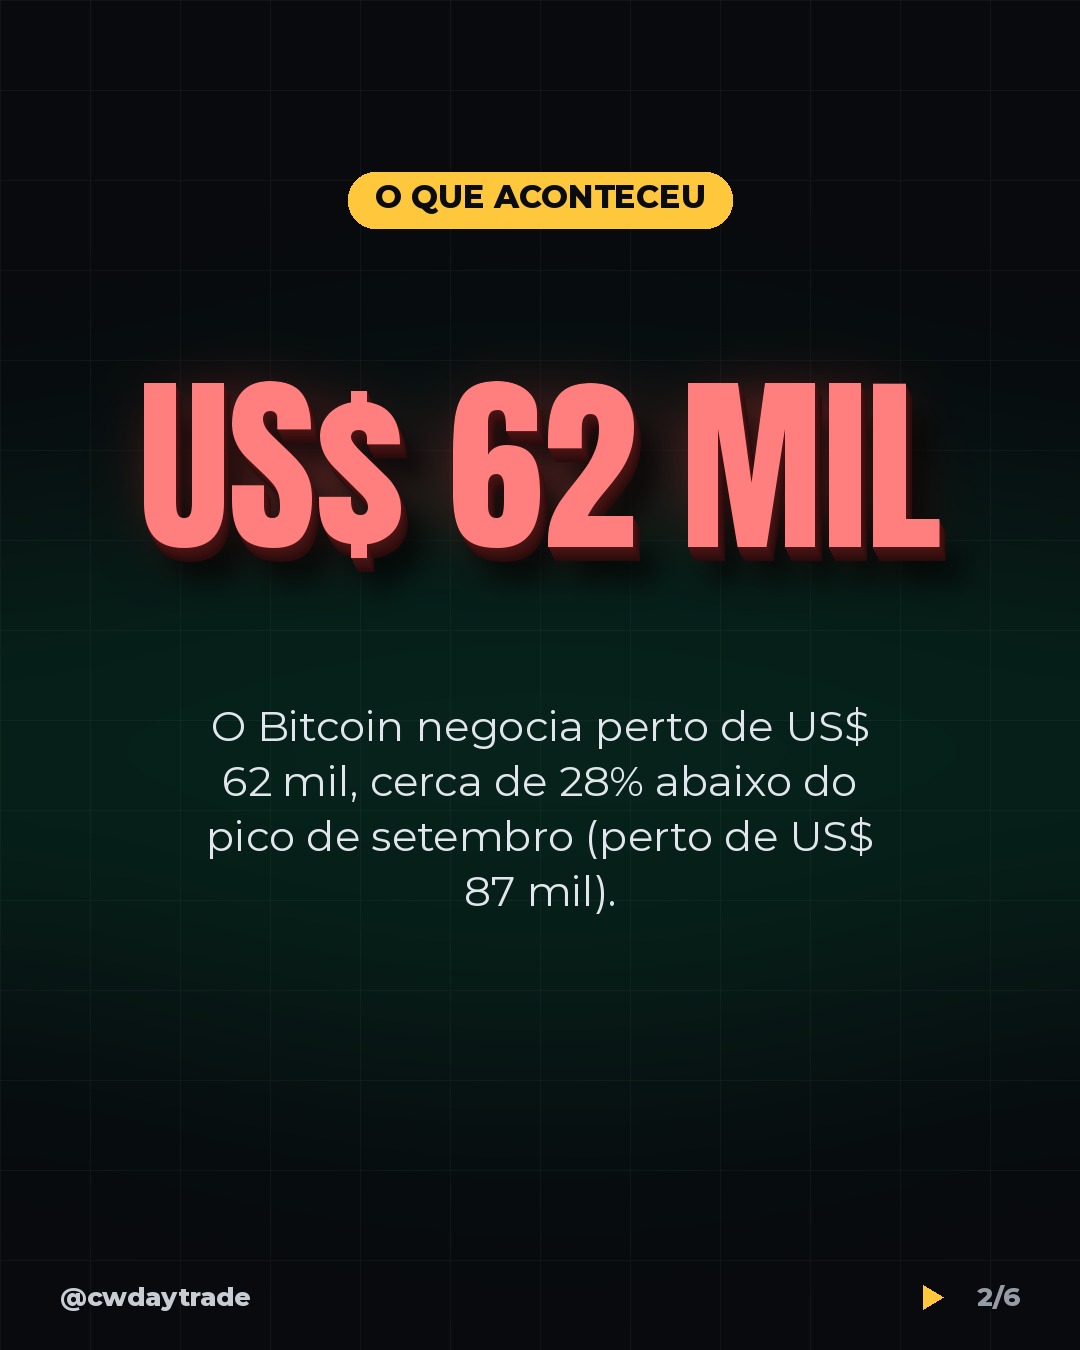 O QUE ACONTECEU
US$ 62 MIL
O Bitcoin negocia perto de US$
62 mil, cerca de 28% abaixo do
pico de setembro (perto de US$
87 mil).
@cwdaytrade
2/6